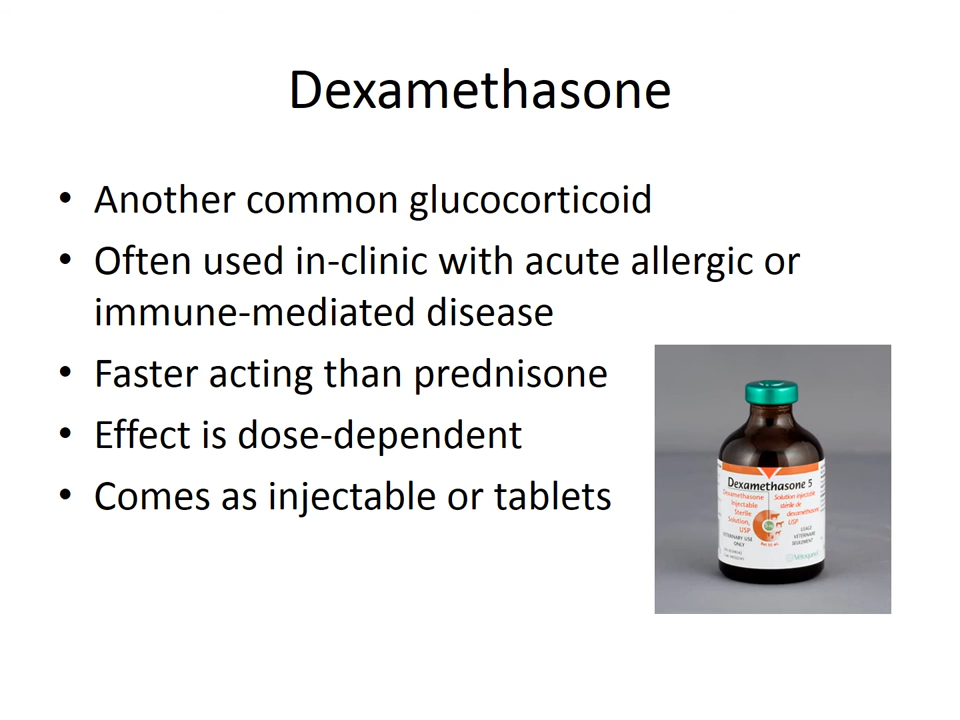 Dexamethasone
• Another common glucocorticoid
• Often used in-clinic with acute allergic or
immune-mediated disease
• Faster acting than prednisone
• Effect is dose-dependent
• Comes as injectable or tablets
Dexamethasone 5
Dexamethasone
Injectable
Sterile
Solution,
USP
VETERINARY USE
ONLY
Solution injectable
stérile de
dexaméthasone
USP
USAGE
VÉTÉRINAIRE
SEULEMENT
Vetoquinol